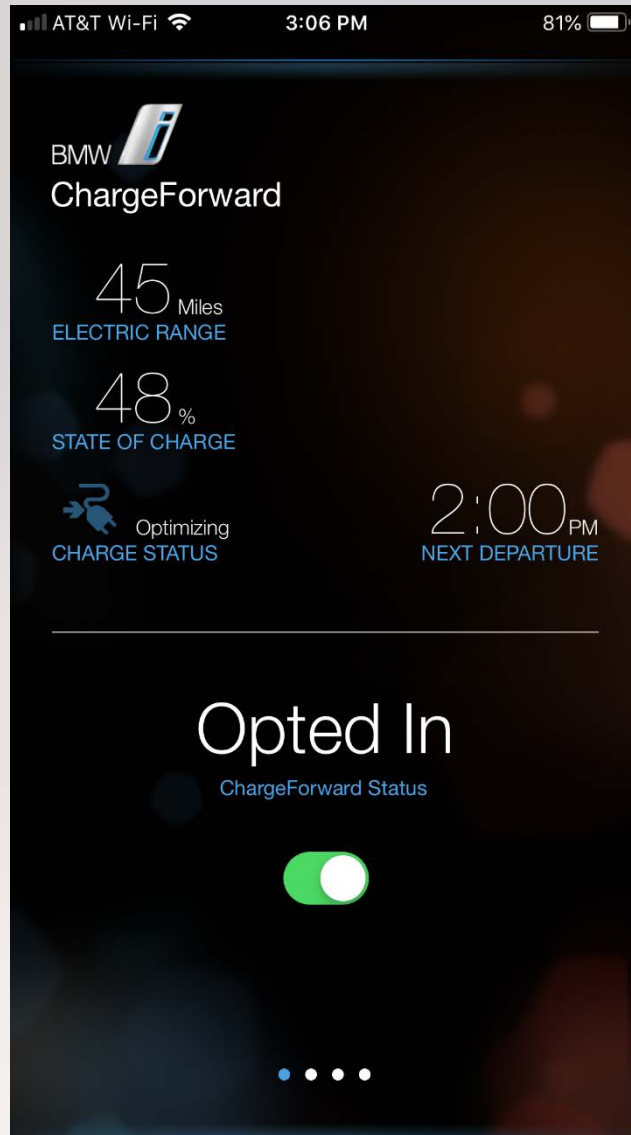 AT&T Wi-Fi 3:06 PM 81%
BMW i
ChargeForward
45 Miles
ELECTRIC RANGE
48 %
STATE OF CHARGE
Optimizing 2:00 PM
CHARGE STATUS NEXT DEPARTURE
Opted In
ChargeForward Status